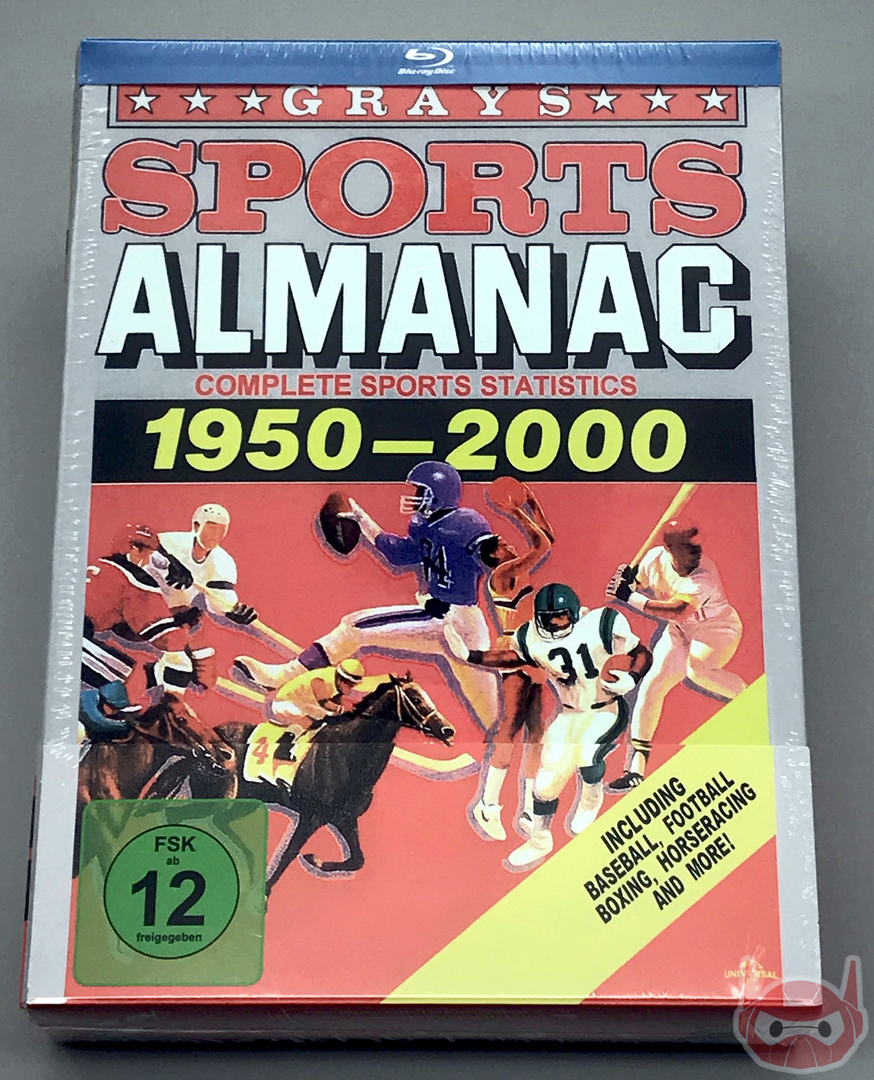 Blu-ray Disc
GRAYS
SPORTS
ALMANAC
COMPLETE SPORTS STATISTICS
1950–2000
84
31
4
INCLUDING
BASEBALL, FOOTBALL
BOXING, HORSERACING
AND MORE!
FSK
ab
12
freigegeben
UNIVERSAL